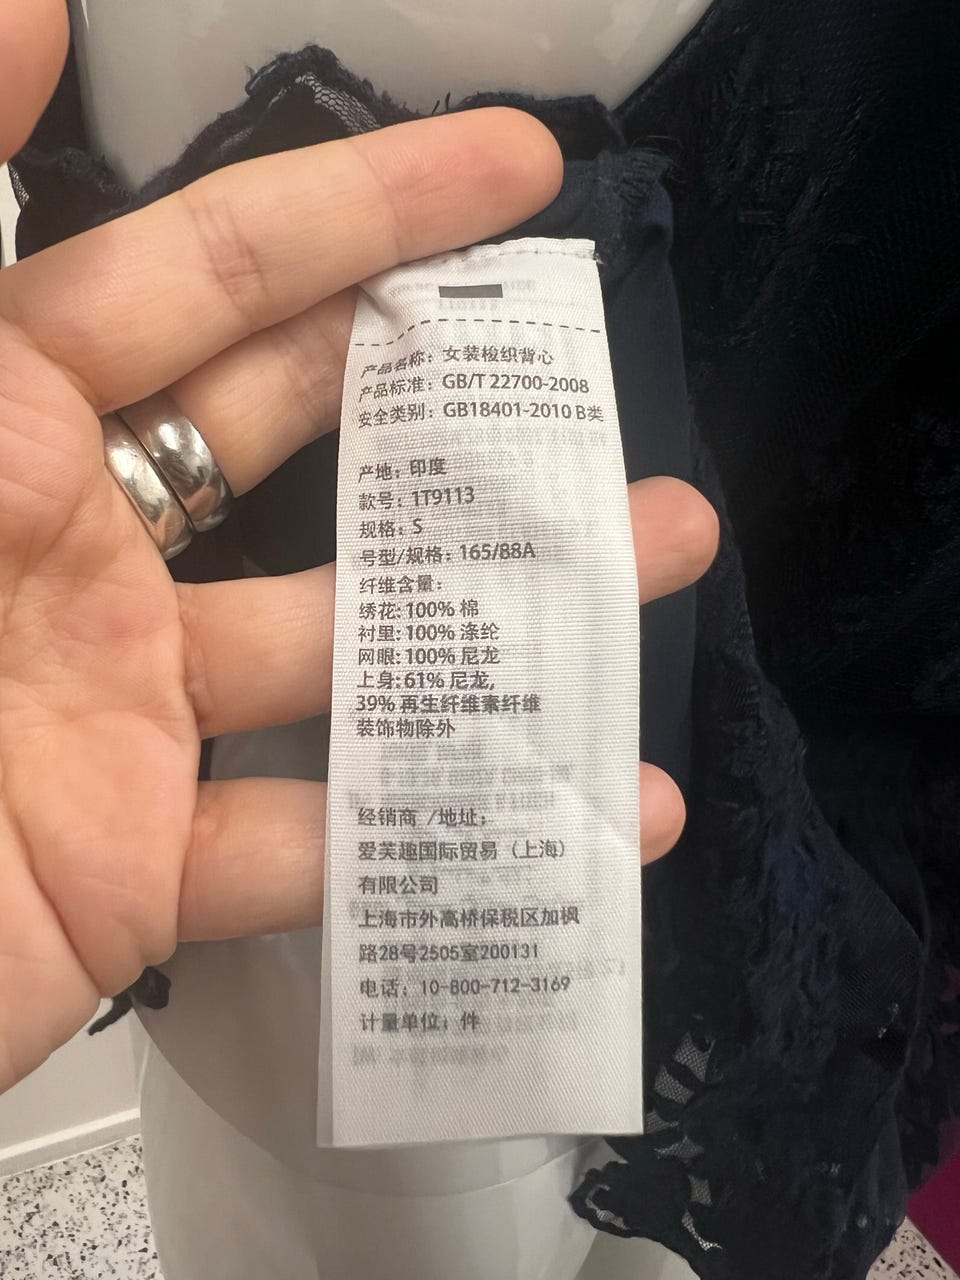 产品名称：女装梭织背心
产品标准：GB/T 22700-2008
安全类别：GB18401-2010 B类
产地：印度
款号：1T9113
规格：S
号型/规格：165/88A
纤维含量：
绣花：100% 棉
衬里：100% 涤纶
网眼：100% 尼龙
上身：61% 尼龙,
39% 再生纤维素纤维
装饰物除外
经销商 /地址：
爱芙趣国际贸易（上海）
有限公司
上海市外高桥保税区加枫
路28号2505室200131
电话：10-800-712-3169
计量单位：件